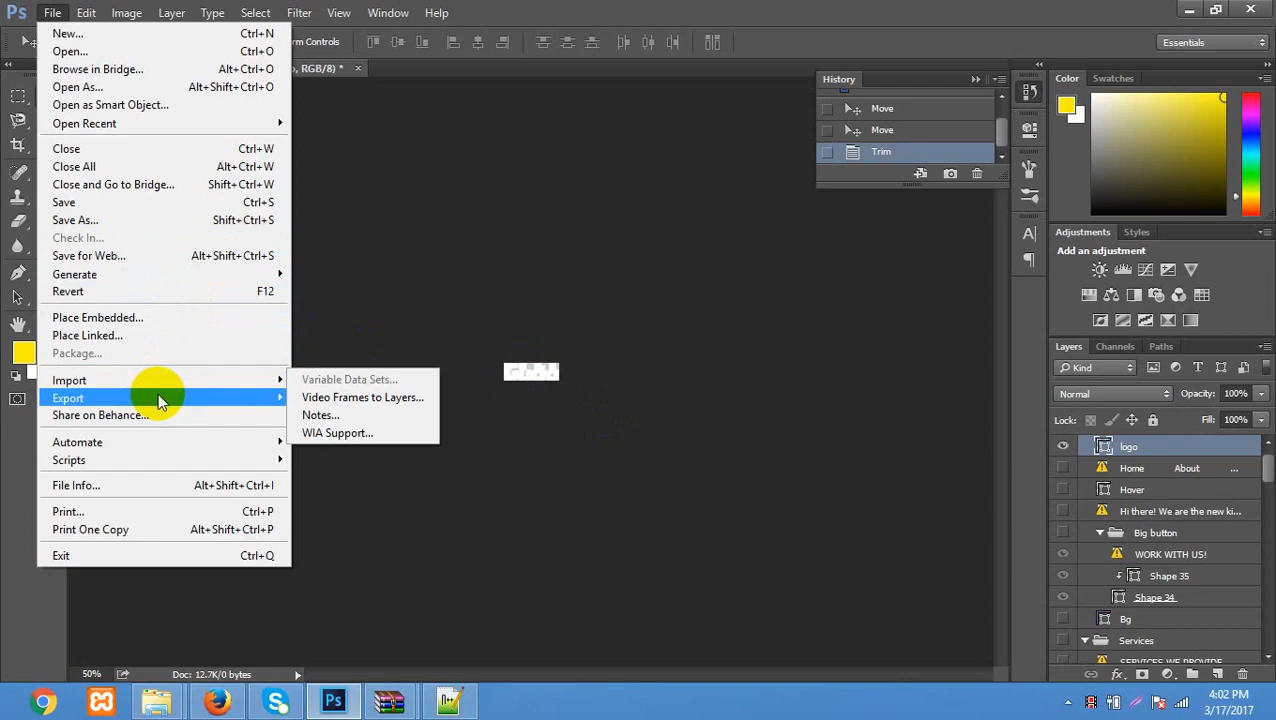 Ps File Edit Image Layer Type Select Filter View Window Help
Controls Essentials
RGB/8) * ×
New... Ctrl+N
Open... Ctrl+O
Browse in Bridge... Alt+Ctrl+O
Open As... Alt+Shift+Ctrl+O
Open as Smart Object...
Open Recent
Close Ctrl+W
Close All Alt+Ctrl+W
Close and Go to Bridge... Shift+Ctrl+W
Save Ctrl+S
Save As... Shift+Ctrl+S
Check In...
Save for Web... Alt+Shift+Ctrl+S
Generate
Revert F12
Place Embedded...
Place Linked...
Package...
Import
Export
Share on Behance...
Automate
Scripts
File Info... Alt+Shift+Ctrl+I
Print... Ctrl+P
Print One Copy Alt+Shift+Ctrl+P
Exit Ctrl+Q
Variable Data Sets...
Video Frames to Layers...
Notes...
WIA Support...
History
Move
Move
Trim
Color Swatches
Adjustments Styles
Add an adjustment
Layers Channels Paths
Kind
Normal Opacity: 100%
Lock: Fill: 100%
logo
Home About ...
Hover
Hi there! We are the new ki...
Big button
WORK WITH US!
Shape 35
Shape 34
Bg
Services
50% Doc: 12.7K/0 bytes
Ps
4:02 PM
3/17/2017